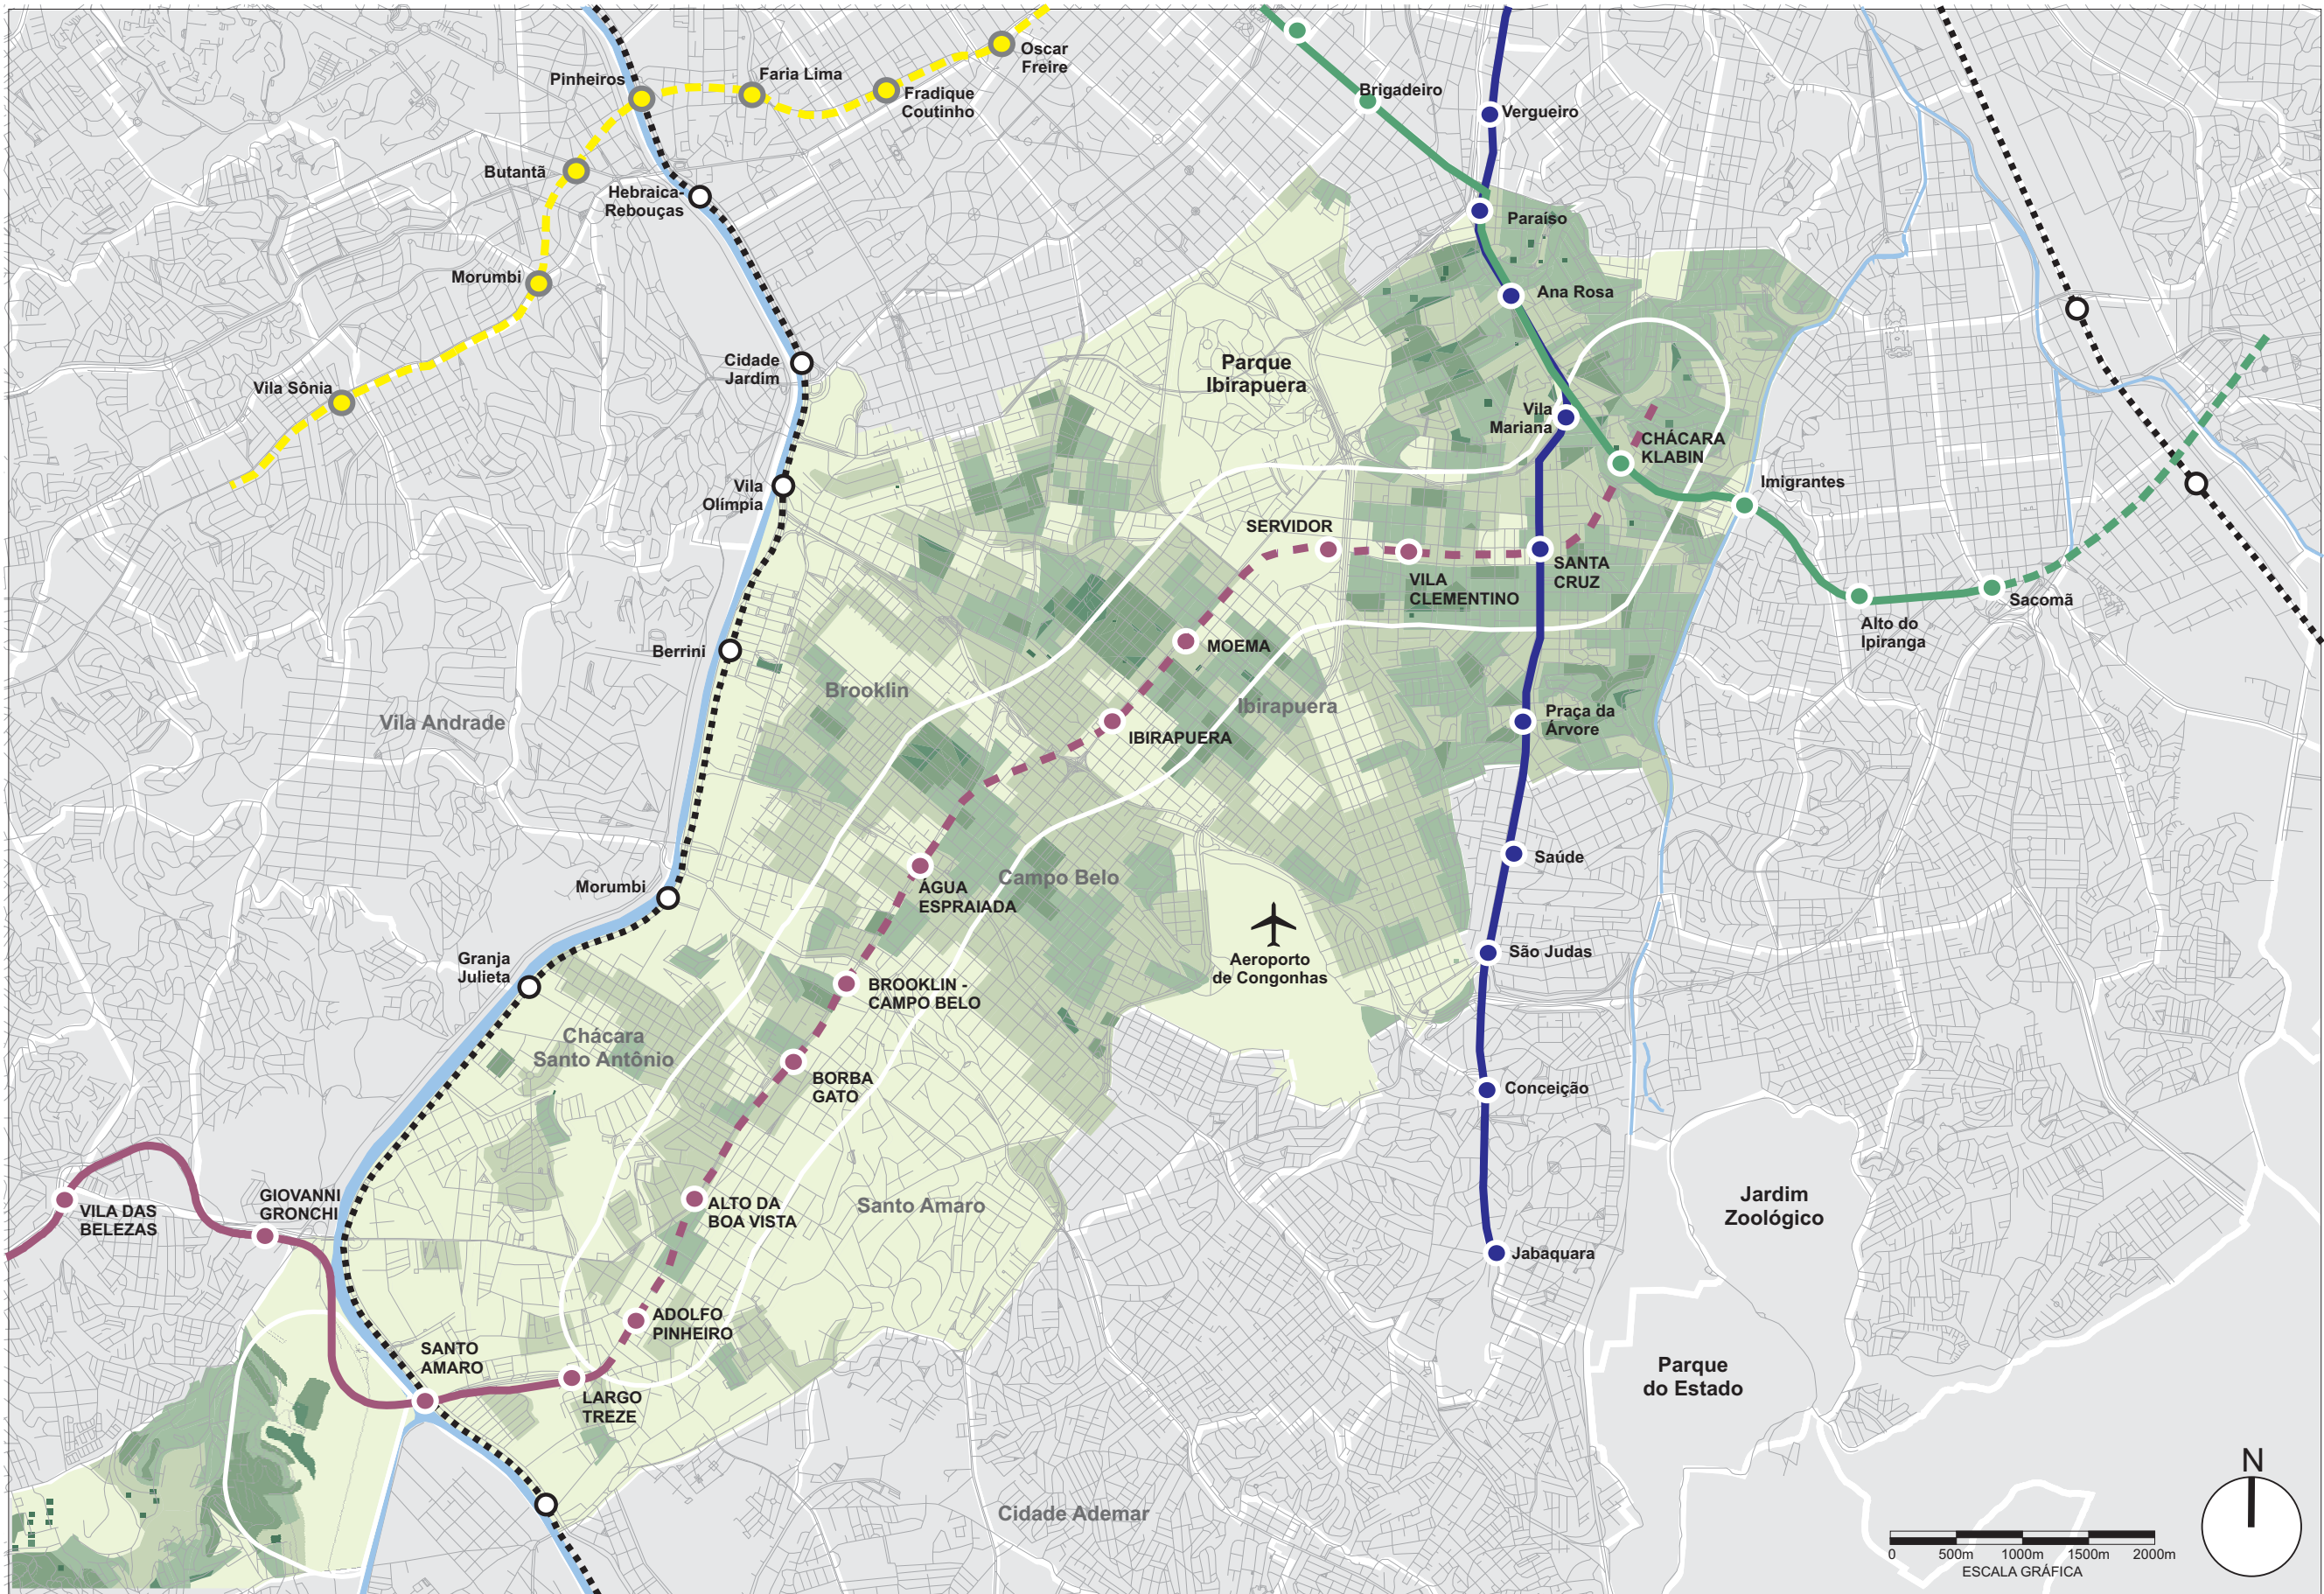 Oscar
Freire
Faria Lima
Pinheiros
Fradique
Coutinho
Brigadeiro
Vergueiro
Butantã
Hebraica-
Rebouças
Paraíso
Morumbi
Ana Rosa
Cidade
Jardim
Parque
Ibirapuera
Vila Sônia
Vila
Mariana
CHÁCARA
KLABIN
Vila
Olímpia
Imigrantes
SERVIDOR
VILA
CLEMENTINO
SANTA
CRUZ
Sacomã
Alto do
Ipiranga
MOEMA
Berrini
Brooklin
Ibirapuera
Vila Andrade
IBIRAPUERA
Praça da
Árvore
Saúde
Morumbi
ÁGUA
ESPRAIADA
Campo Belo
São Judas
Granja
Julieta
Aeroporto
de Congonhas
BROOKLIN -
CAMPO BELO
Chácara
Santo Antônio
BORBA
GATO
Conceição
GIOVANNI
GRONCHI
VILA DAS
BELEZAS
ALTO DA
BOA VISTA
Santo Amaro
Jardim
Zoológico
Jabaquara
ADOLFO
PINHEIRO
SANTO
AMARO
LARGO
TREZE
Parque
do Estado
Cidade Ademar
N
0 500m 1000m 1500m 2000m
ESCALA GRÁFICA